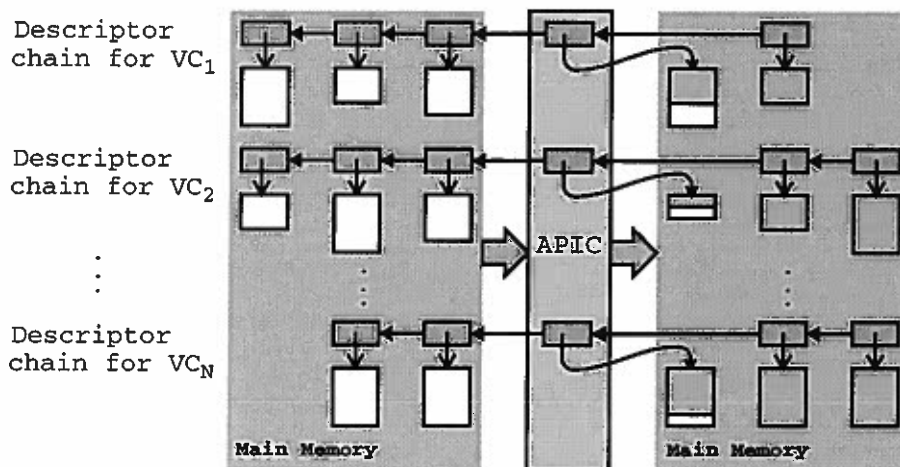 Descriptor
chain for VC1
Descriptor
chain for VC2
APIC
Descriptor
chain for VCN
Main Memory
Main Memory